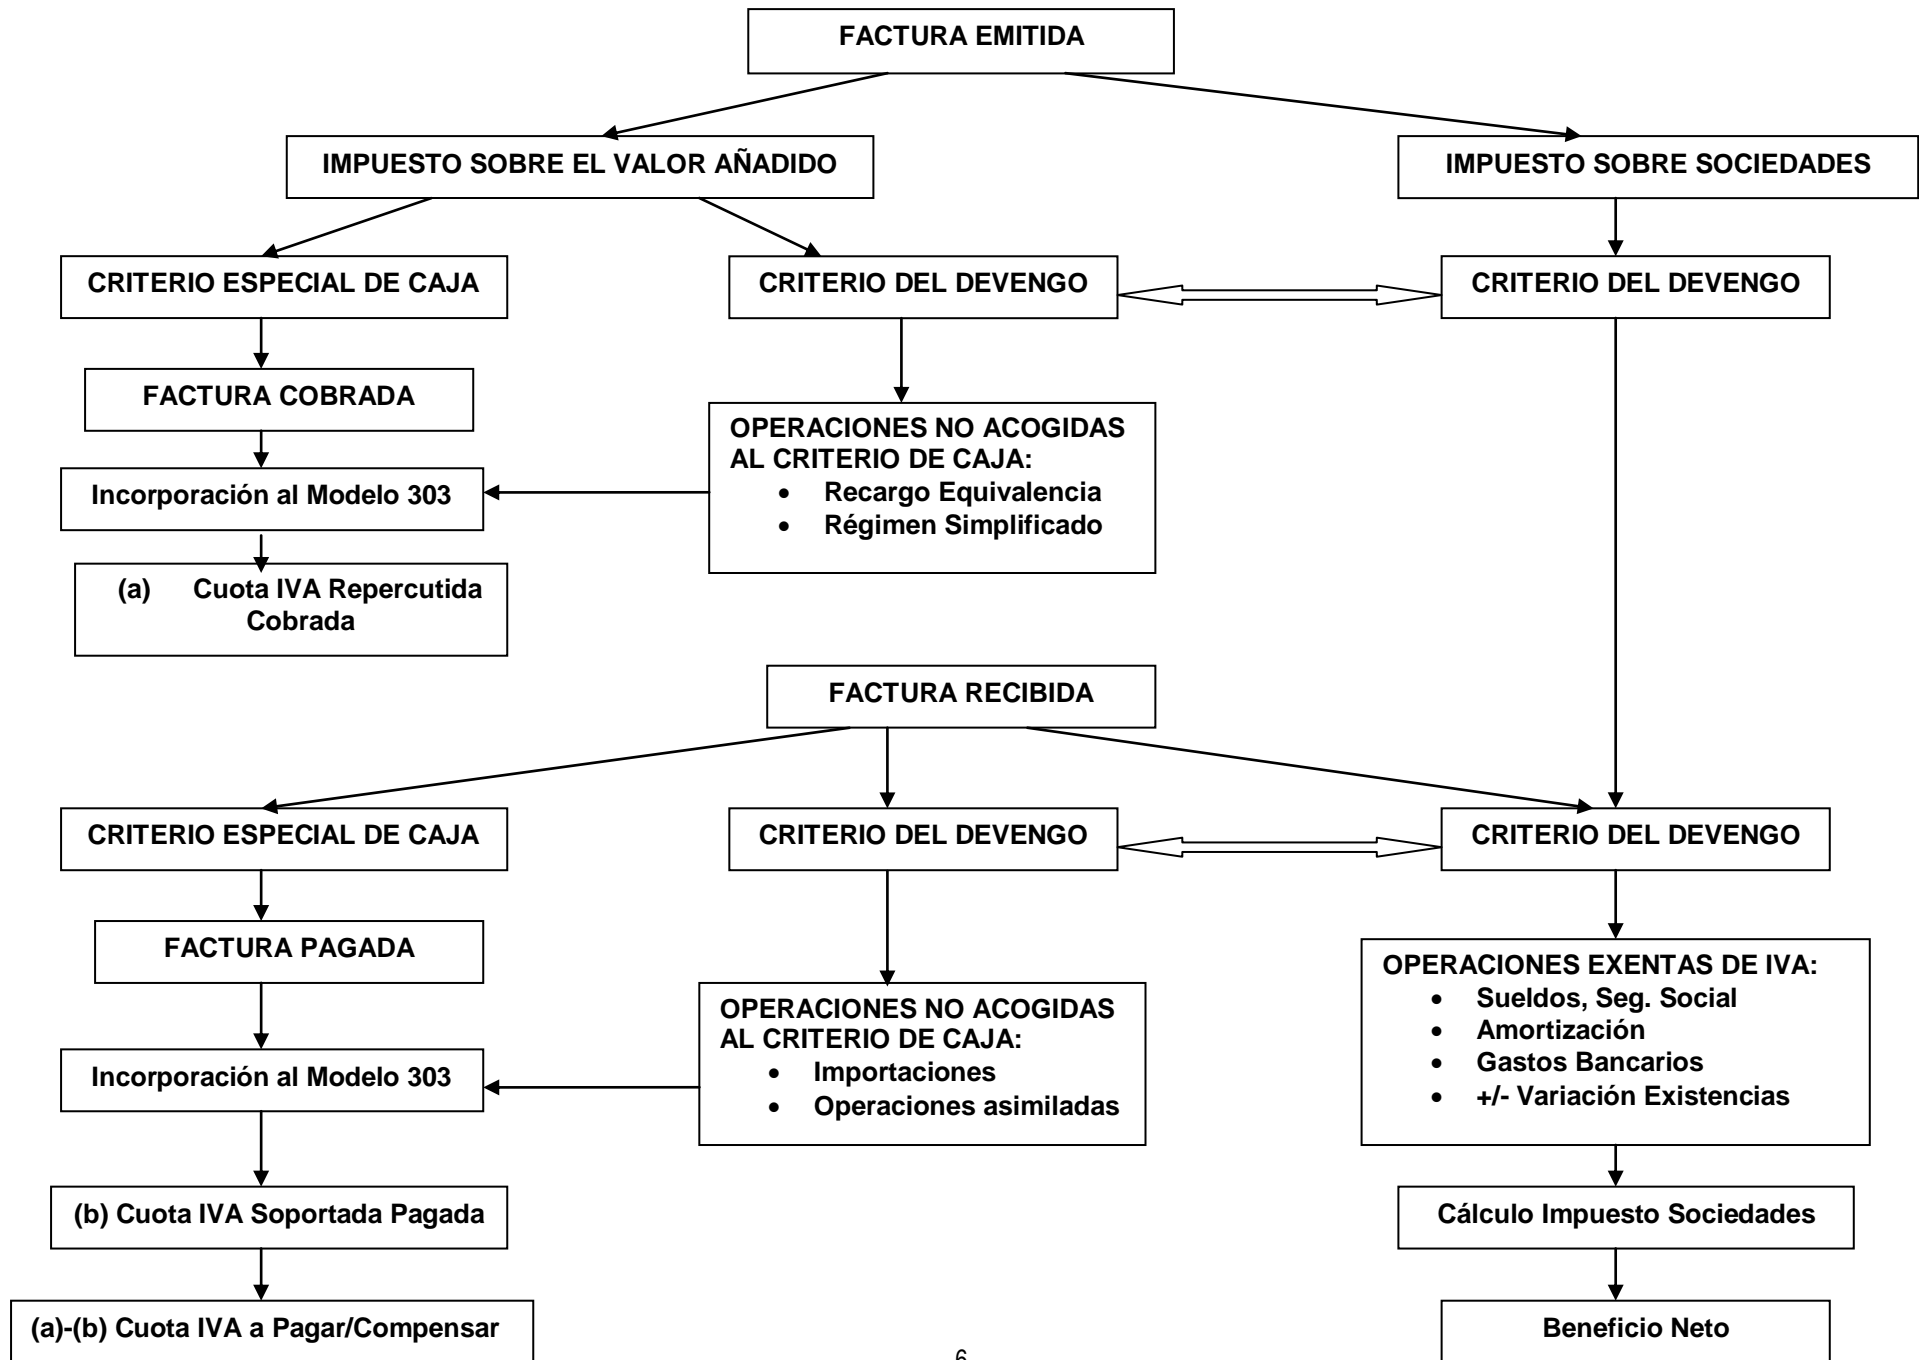 FACTURA EMITIDA
IMPUESTO SOBRE EL VALOR AÑADIDO
IMPUESTO SOBRE SOCIEDADES
CRITERIO ESPECIAL DE CAJA
CRITERIO DEL DEVENGO
CRITERIO DEL DEVENGO
FACTURA COBRADA
OPERACIONES NO ACOGIDAS
AL CRITERIO DE CAJA:
• Recargo Equivalencia
• Régimen Simplificado
Incorporación al Modelo 303
(a) Cuota IVA Repercutida
Cobrada
FACTURA RECIBIDA
CRITERIO ESPECIAL DE CAJA
CRITERIO DEL DEVENGO
CRITERIO DEL DEVENGO
FACTURA PAGADA
OPERACIONES NO ACOGIDAS
AL CRITERIO DE CAJA:
• Importaciones
• Operaciones asimiladas
OPERACIONES EXENTAS DE IVA:
• Sueldos, Seg. Social
• Amortización
• Gastos Bancarios
• +/- Variación Existencias
Incorporación al Modelo 303
(b) Cuota IVA Soportada Pagada
Cálculo Impuesto Sociedades
(a)-(b) Cuota IVA a Pagar/Compensar
Beneficio Neto
6